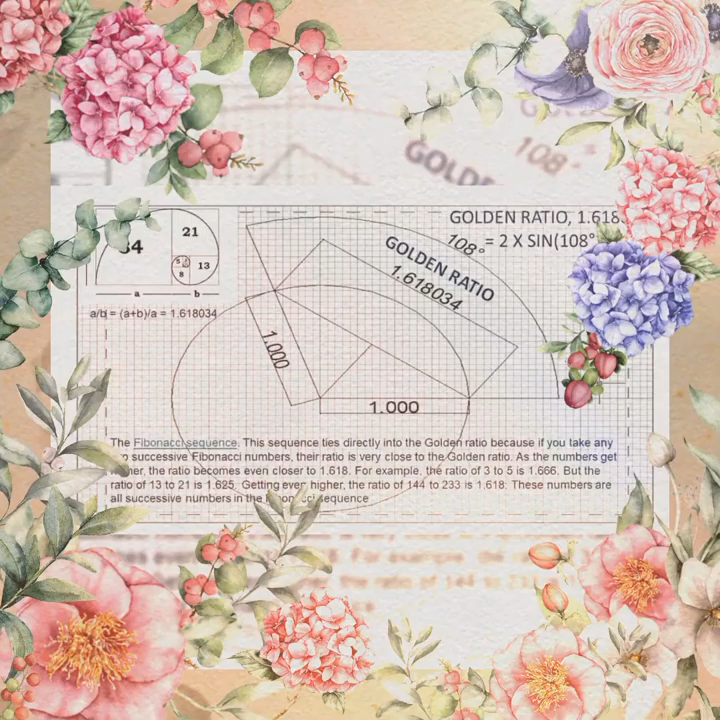 GOLDEN RATIO, 1.618
108° = 2 X SIN(108°
GOLDEN RATIO
1.618034
34
21
5
8
13
a b
a/b = (a+b)/a = 1.618034
1.000
1.000
The Fibonacci sequence. This sequence ties directly into the Golden ratio because if you take any
successive Fibonacci numbers, their ratio is very close to the Golden ratio. As the numbers get
the ratio becomes even closer to 1.618. For example, the ratio of 3 to 5 is 1.666. But the
ratio of 13 to 21 is 1.625. Getting even higher, the ratio of 144 to 233 is 1.618. These numbers are
all successive numbers in the sequence